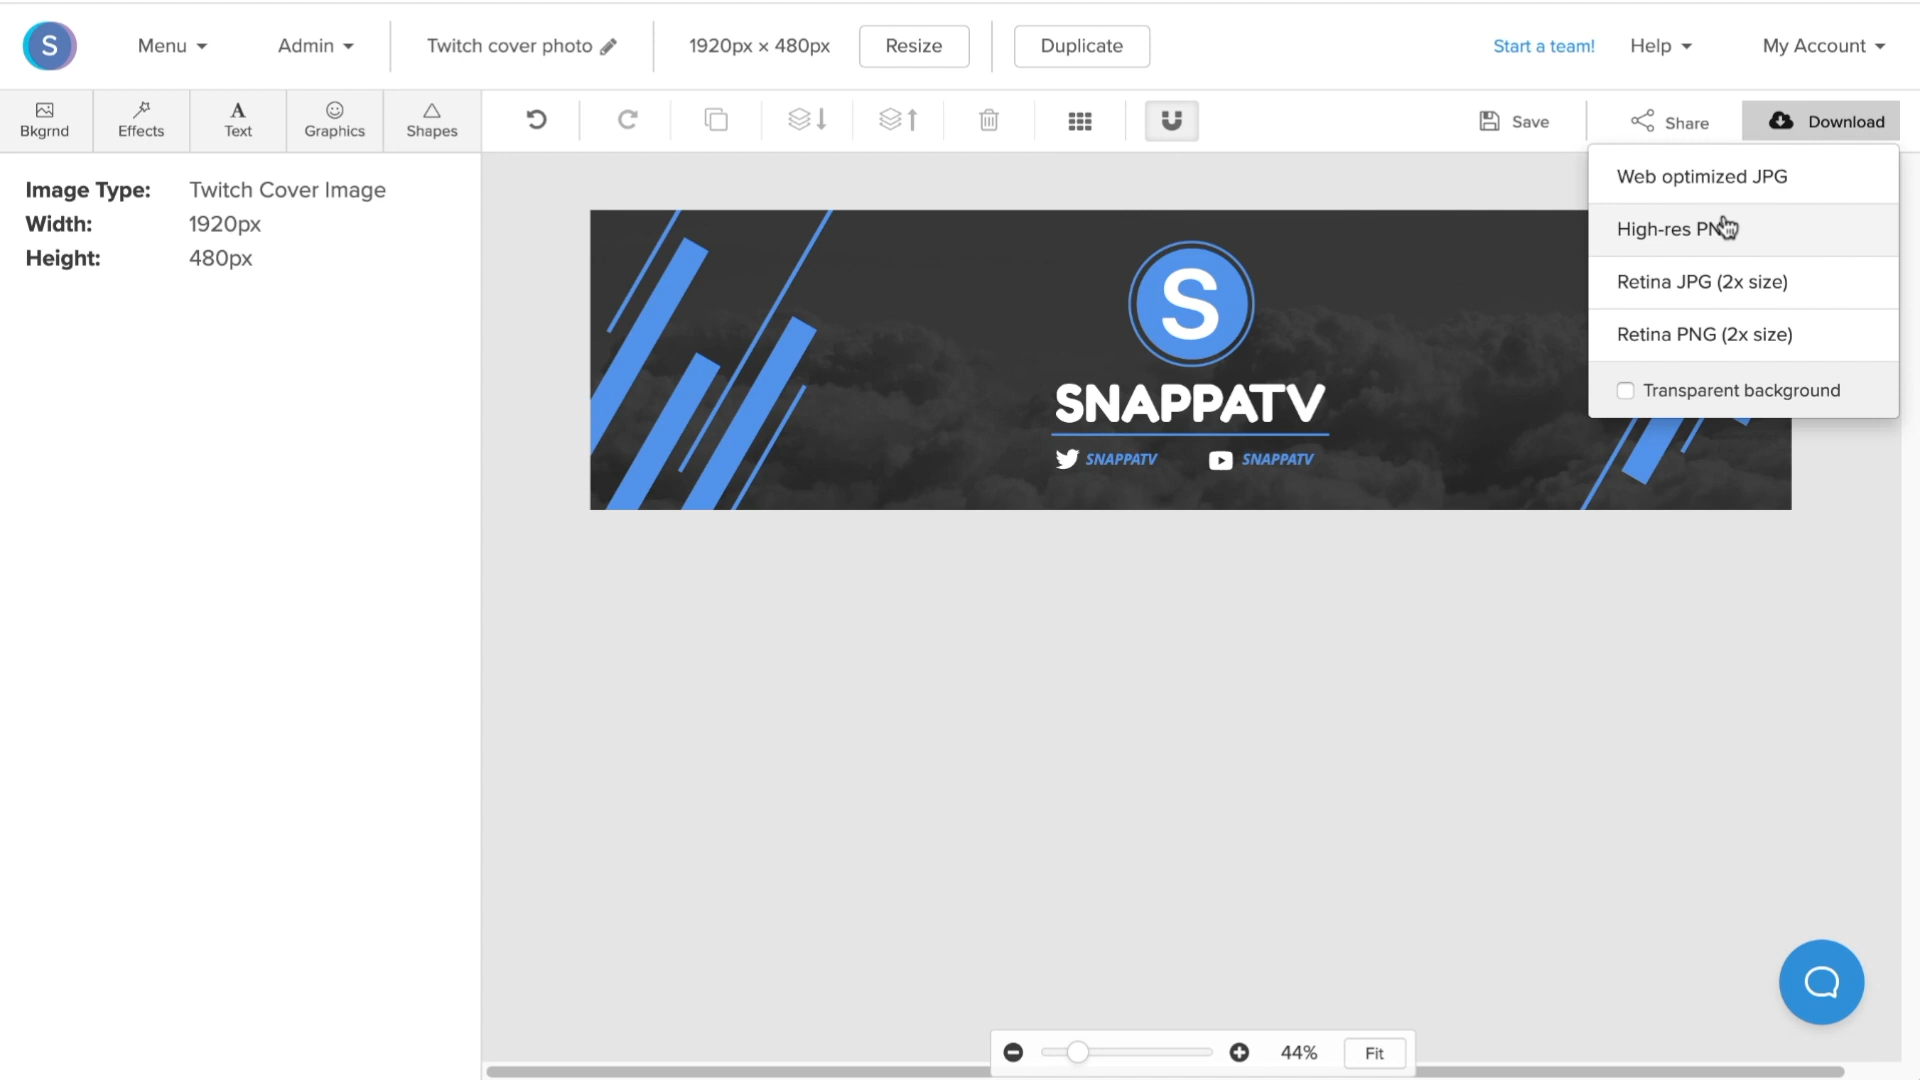 S Menu Admin Twitch cover photo 1920px × 480px Resize Duplicate Start a team! Help My Account
Bkgrnd Effects Text Graphics Shapes Save Share Download
Image Type: Twitch Cover Image
Width: 1920px
Height: 480px
Web optimized JPG
High-res PN
Retina JPG (2x size)
Retina PNG (2x size)
Transparent background
S
SNAPPATV
SNAPPATV SNAPPATV
44% Fit